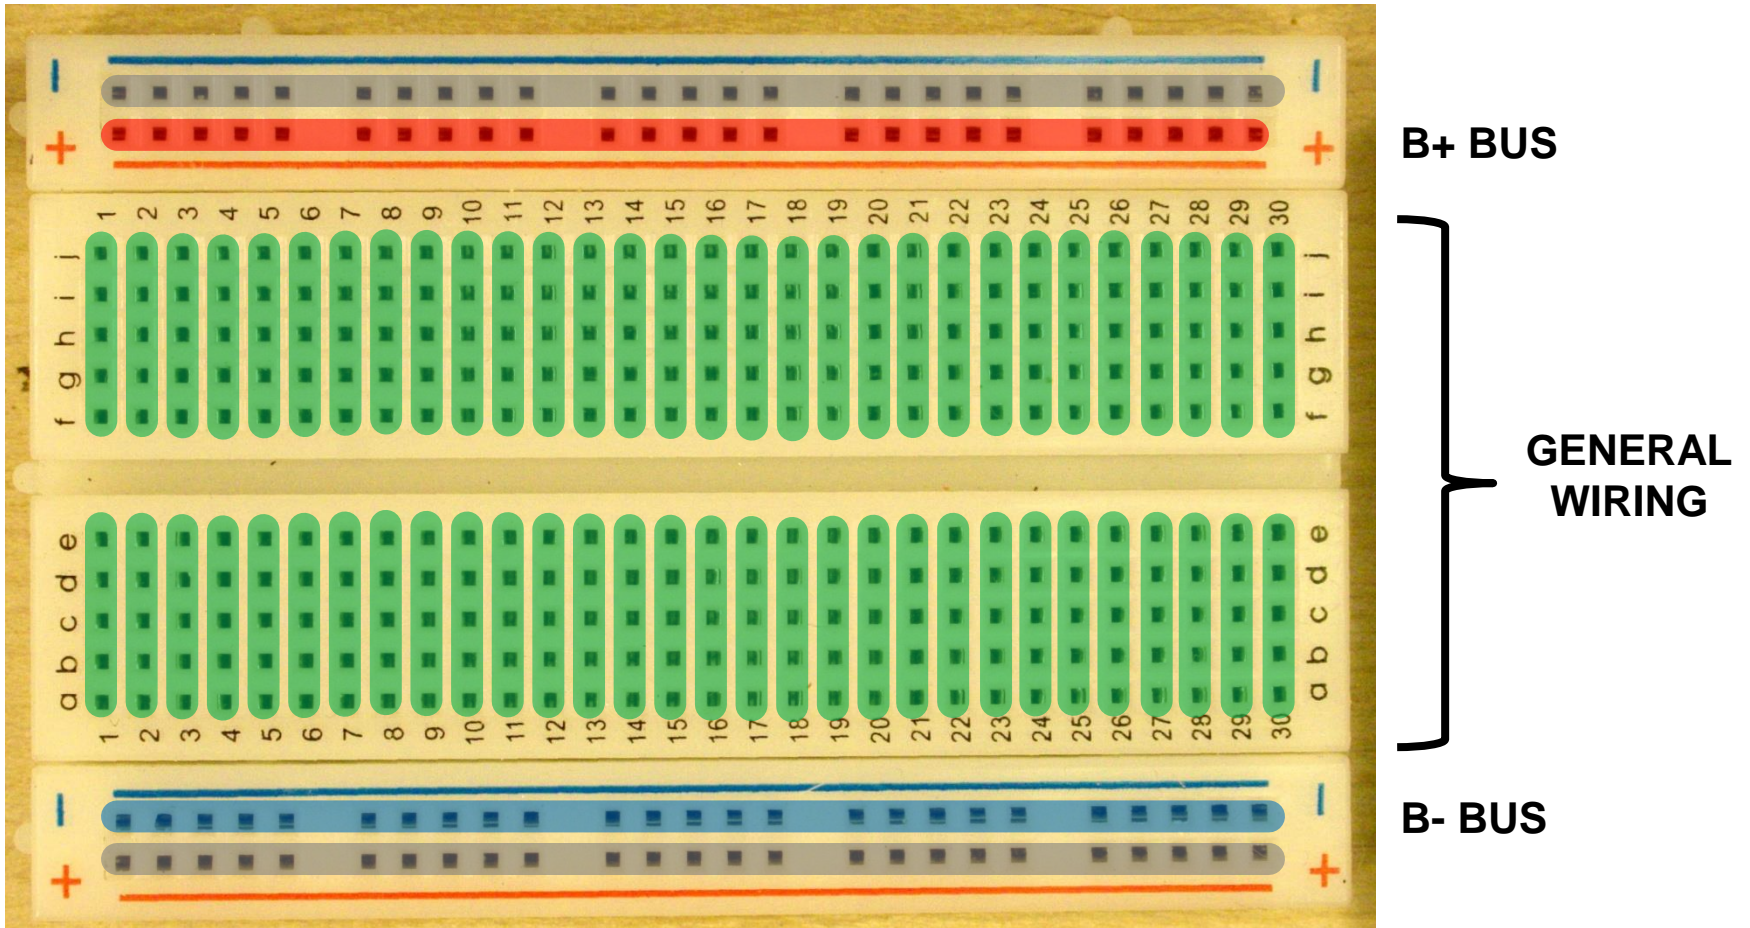 − −
+ + B+ BUS
1 2 3 4 5 6 7 8 9 10 11 12 13 14 15 16 17 18 19 20 21 22 23 24 25 26 27 28 29 30
j j
i i
h h
g g
f f
GENERAL
WIRING
e e
d d
c c
b b
a a
1 2 3 4 5 6 7 8 9 10 11 12 13 14 15 16 17 18 19 20 21 22 23 24 25 26 27 28 29 30
− −
B- BUS
+ +